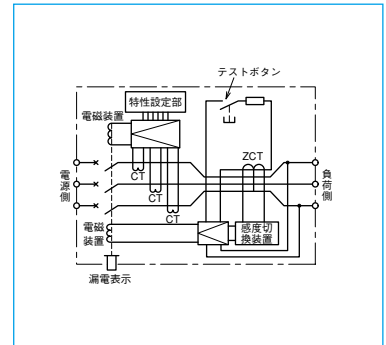 テストボタン
特性設定部
電磁装置
ZCT
電源側
負荷側
CT
CT
CT
電磁装置
感度切換装置
漏電表示